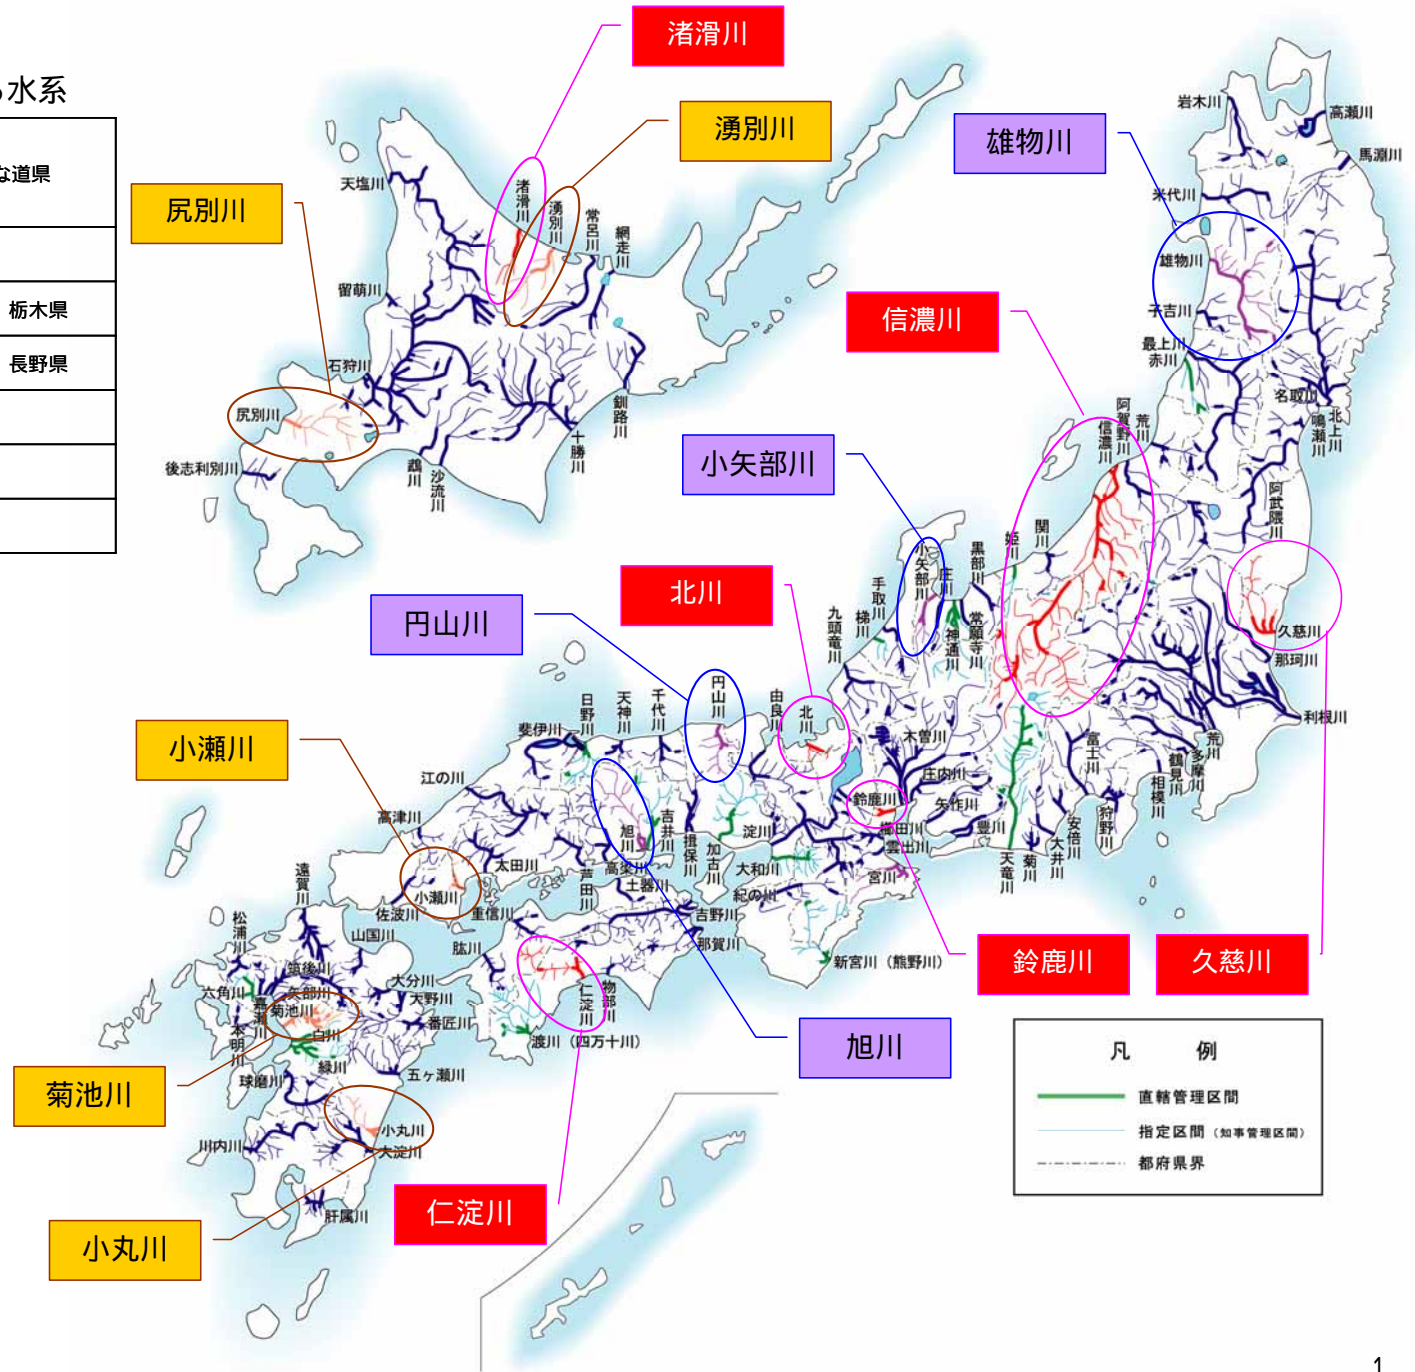 る水系
な道県
栃木県
長野県
渚滑川
湧別川
尻別川
雄物川
信濃川
小矢部川
北川
円山川
小瀬川
鈴鹿川
久慈川
旭川
菊池川
小丸川
仁淀川
天塩川
渚滑川
湧別川
常呂川
網走川
留萌川
石狩川
尻別川
後志利別川
鵡川
沙流川
十勝川
釧路川
岩木川
高瀬川
馬淵川
米代川
雄物川
子吉川
最上川
赤川
名取川
鳴瀬川
北上川
阿武隈川
荒川
阿賀野川
信濃川
関川
姫川
黒部川
常願寺川
神通川
庄川
小矢部川
手取川
梯川
九頭竜川
久慈川
那珂川
利根川
荒川
多摩川
鶴見川
相模川
富士川
狩野川
安倍川
大井川
菊川
天竜川
豊川
矢作川
庄内川
木曽川
鈴鹿川
櫛田川
雲出川
宮川
由良川
北川
円山川
千代川
天神川
日野川
斐伊川
江の川
高津川
淀川
大和川
紀の川
新宮川(熊野川)
加古川
揖保川
吉井川
旭川
高梁川
芦田川
太田川
小瀬川
佐波川
土器川
重信川
吉野川
那賀川
肱川
物部川
仁淀川
渡川(四万十川)
遠賀川
山国川
松浦川
筑後川
矢部川
六角川
嘉瀬川
本明川
菊池川
白川
緑川
大分川
大野川
番匠川
五ヶ瀬川
球磨川
小丸川
大淀川
川内川
肝属川
凡 例
直轄管理区間
指定区間(知事管理区間)
都府県界
1